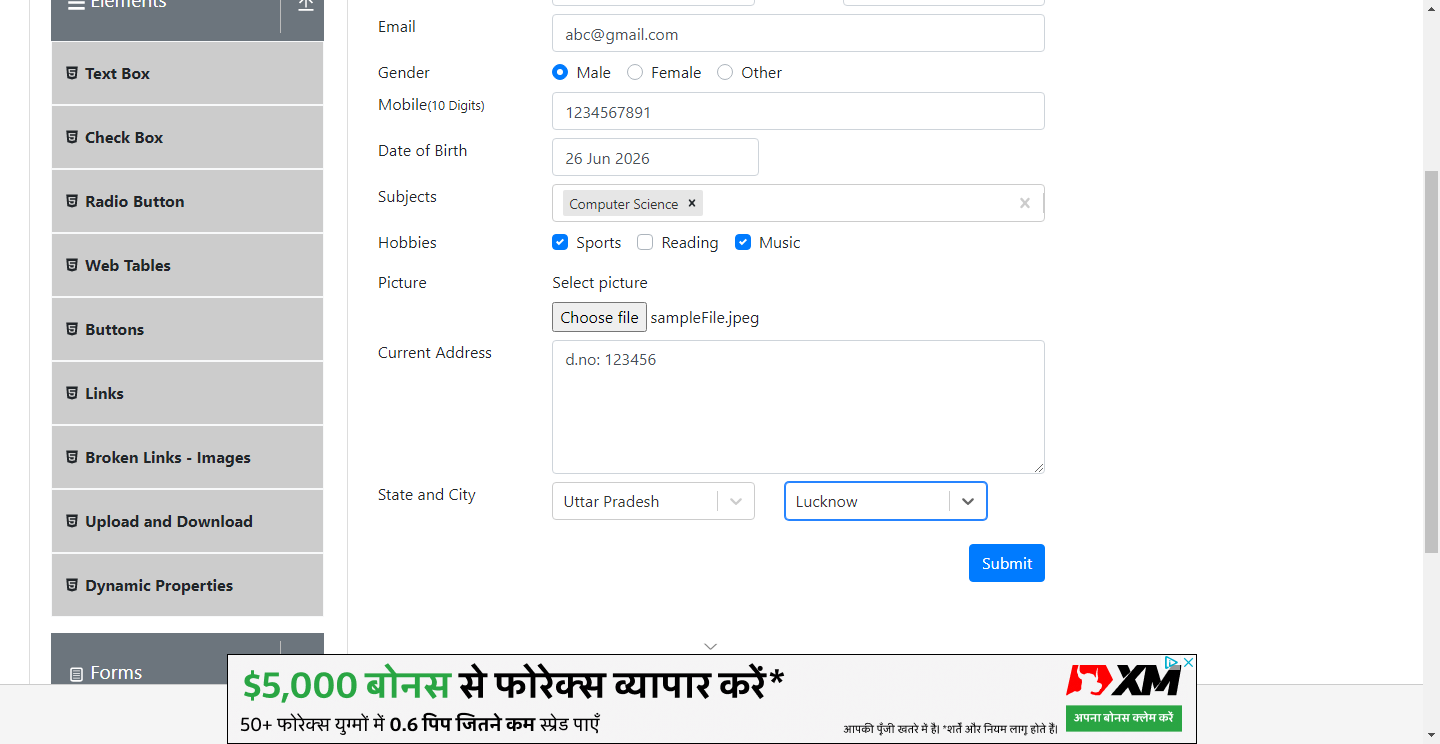 Elements
Text Box
Check Box
Radio Button
Web Tables
Buttons
Links
Broken Links - Images
Upload and Download
Dynamic Properties
Forms
Email
abc@gmail.com
Gender
Male Female Other
Mobile(10 Digits)
1234567891
Date of Birth
26 Jun 2026
Subjects
Computer Science ×
Hobbies
Sports Reading Music
Picture
Select picture
Choose file sampleFile.jpeg
Current Address
d.no: 123456
State and City
Uttar Pradesh
Lucknow
Submit
$5,000 बोनस से फोरेक्स व्यापार करें*
50+ फोरेक्स युग्मों में 0.6 पिप जितने कम स्प्रेड पाएँ
आपकी पूँजी खतरे में है। *शर्तें और नियम लागू होते हैं।
XM
अपना बोनस क्लेम करें